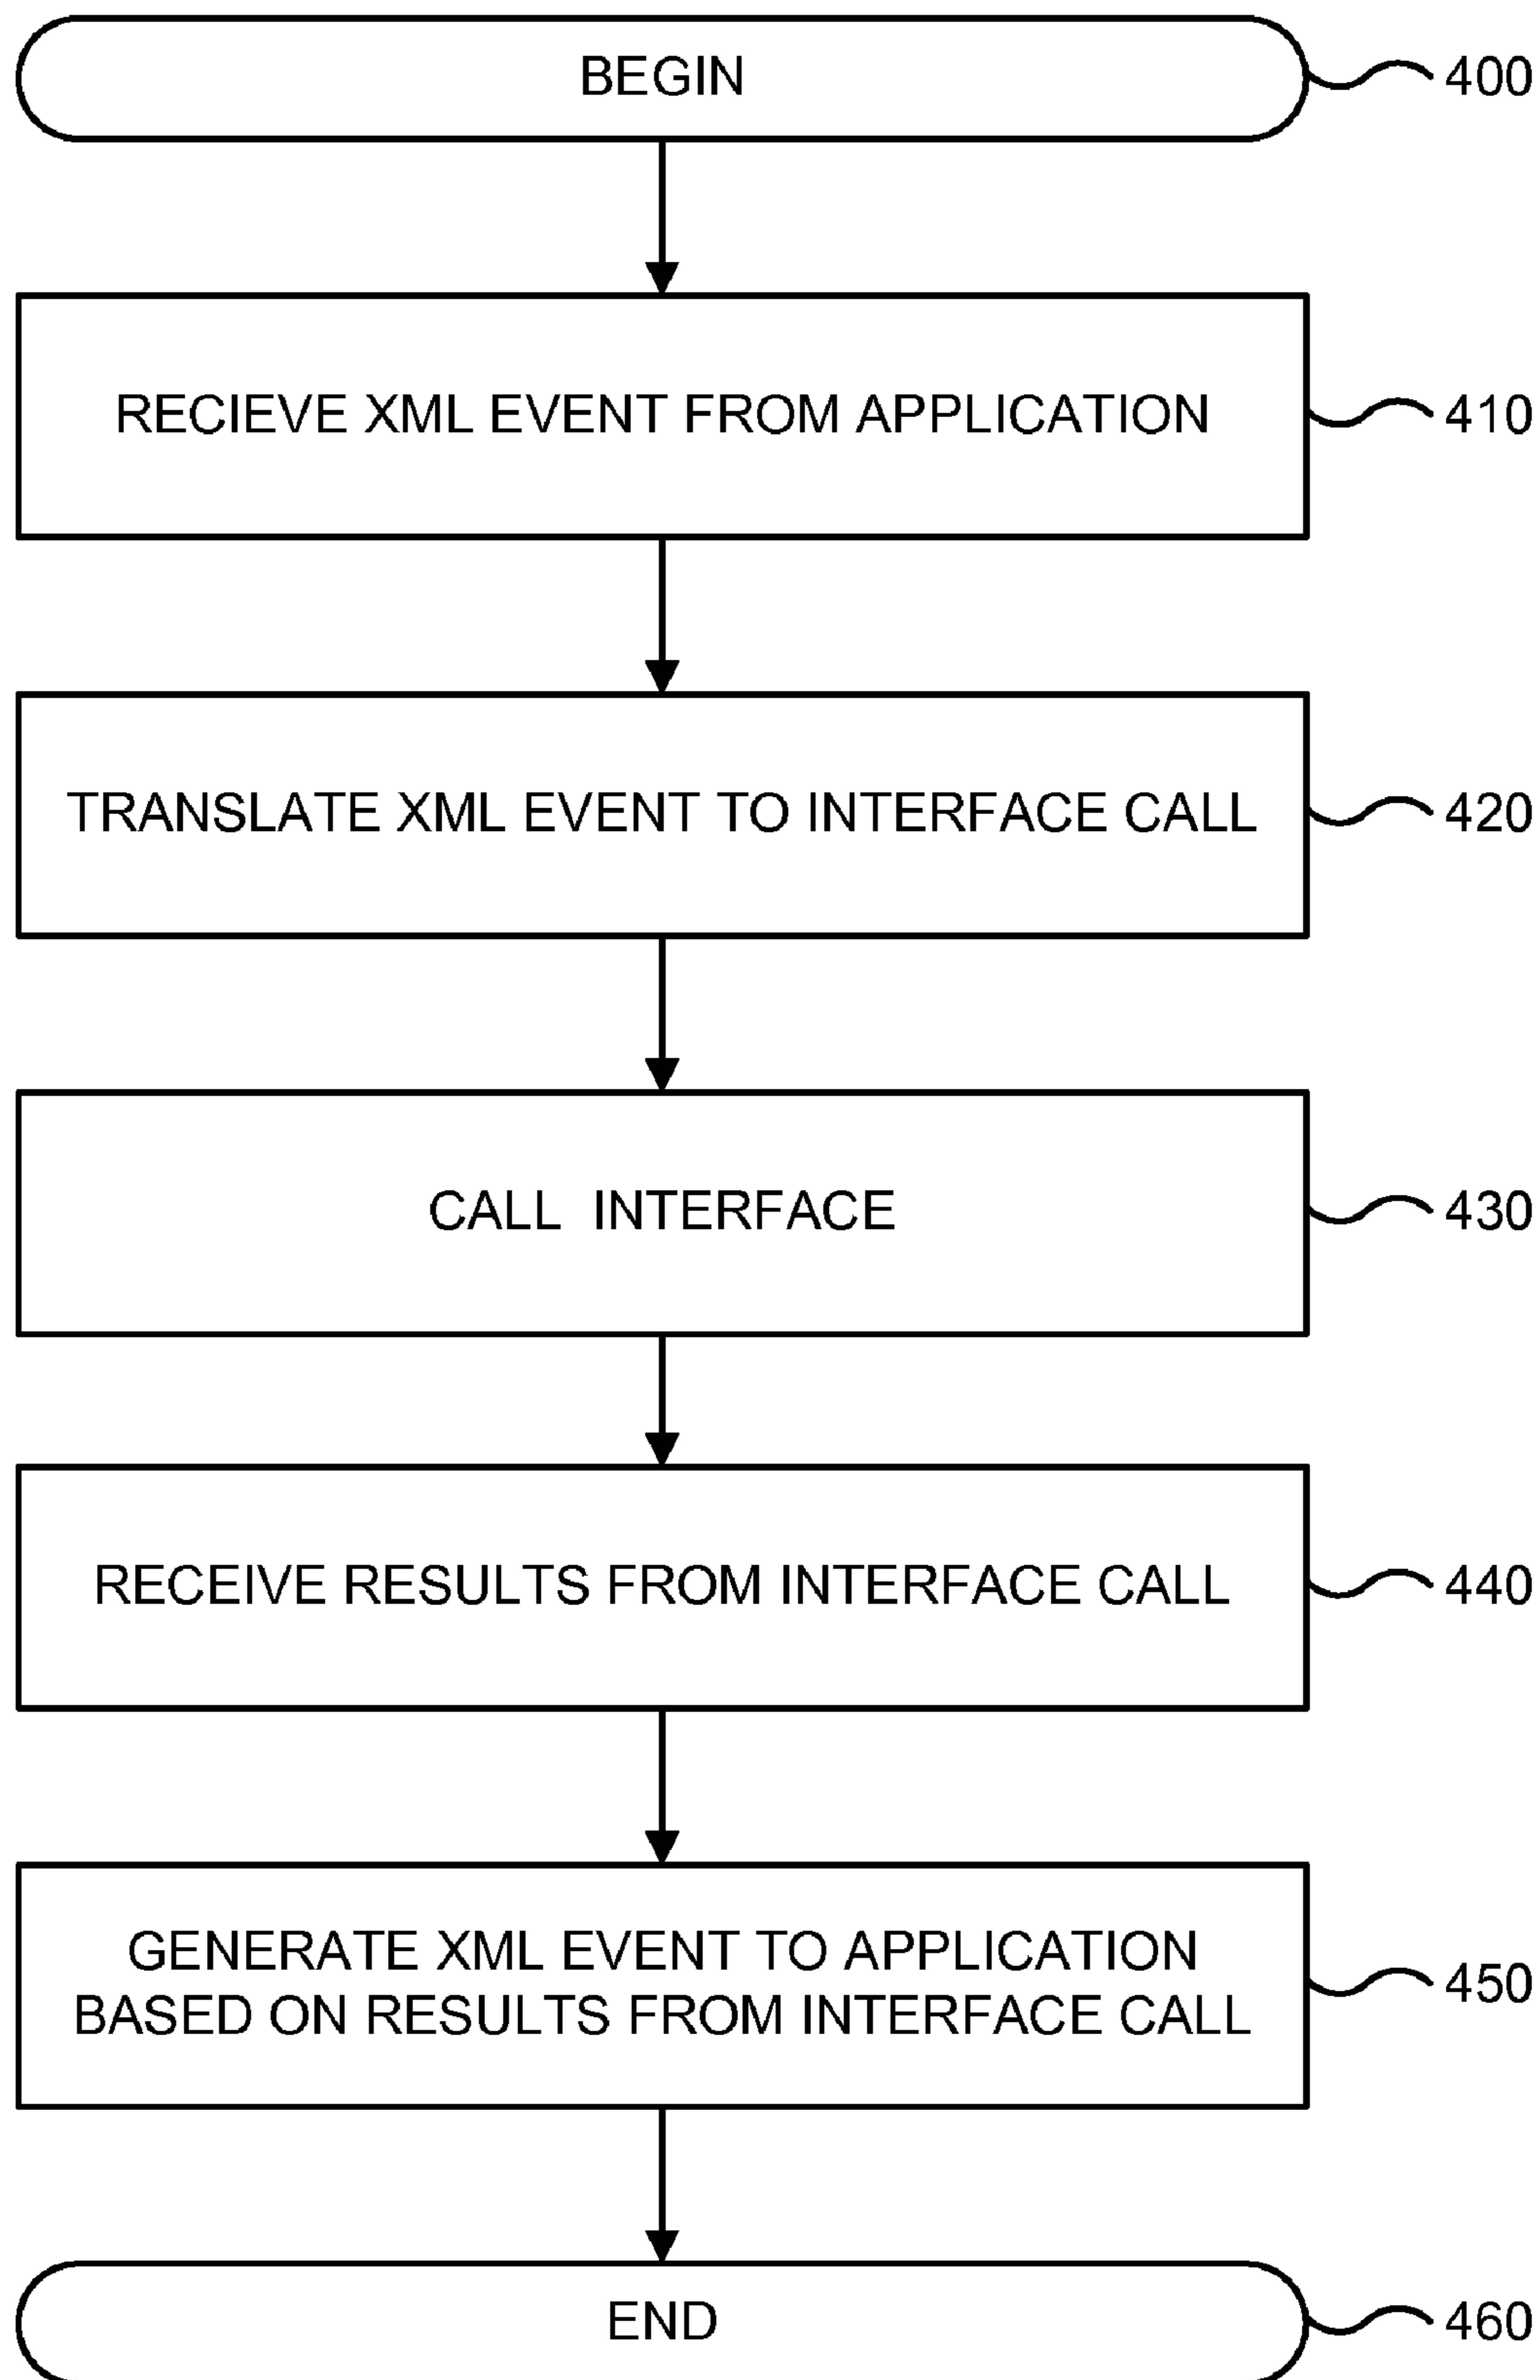 BEGIN
400
RECIEVE XML EVENT FROM APPLICATION
410
TRANSLATE XML EVENT TO INTERFACE CALL
420
CALL INTERFACE
430
RECEIVE RESULTS FROM INTERFACE CALL
440
GENERATE XML EVENT TO APPLICATION
BASED ON RESULTS FROM INTERFACE CALL
450
END
460